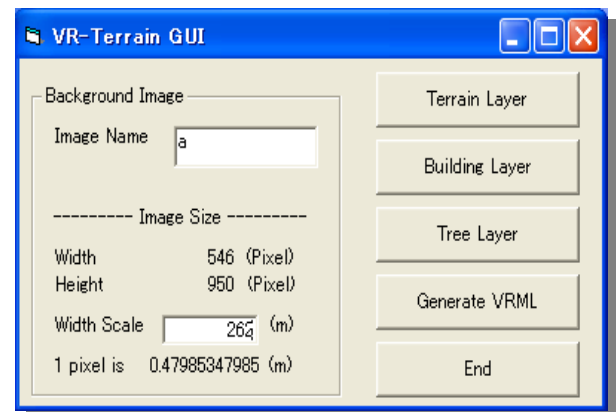 VR-Terrain GUI
Background Image
Image Name a
--------- Image Size ---------
Width 546 (Pixel)
Height 950 (Pixel)
Width Scale 262 (m)
1 pixel is 0.47985347985 (m)
Terrain Layer
Building Layer
Tree Layer
Generate VRML
End